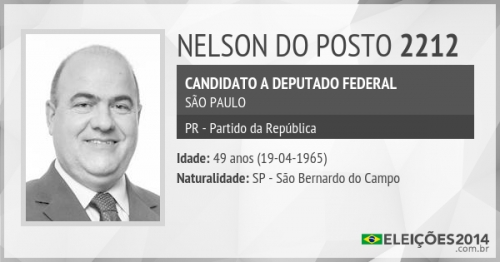 NELSON DO POSTO 2212
CANDIDATO A DEPUTADO FEDERAL
SÃO PAULO
PR - Partido da República
Idade: 49 anos (19-04-1965)
Naturalidade: SP - São Bernardo do Campo
ELEIÇÕES2014
.com.br